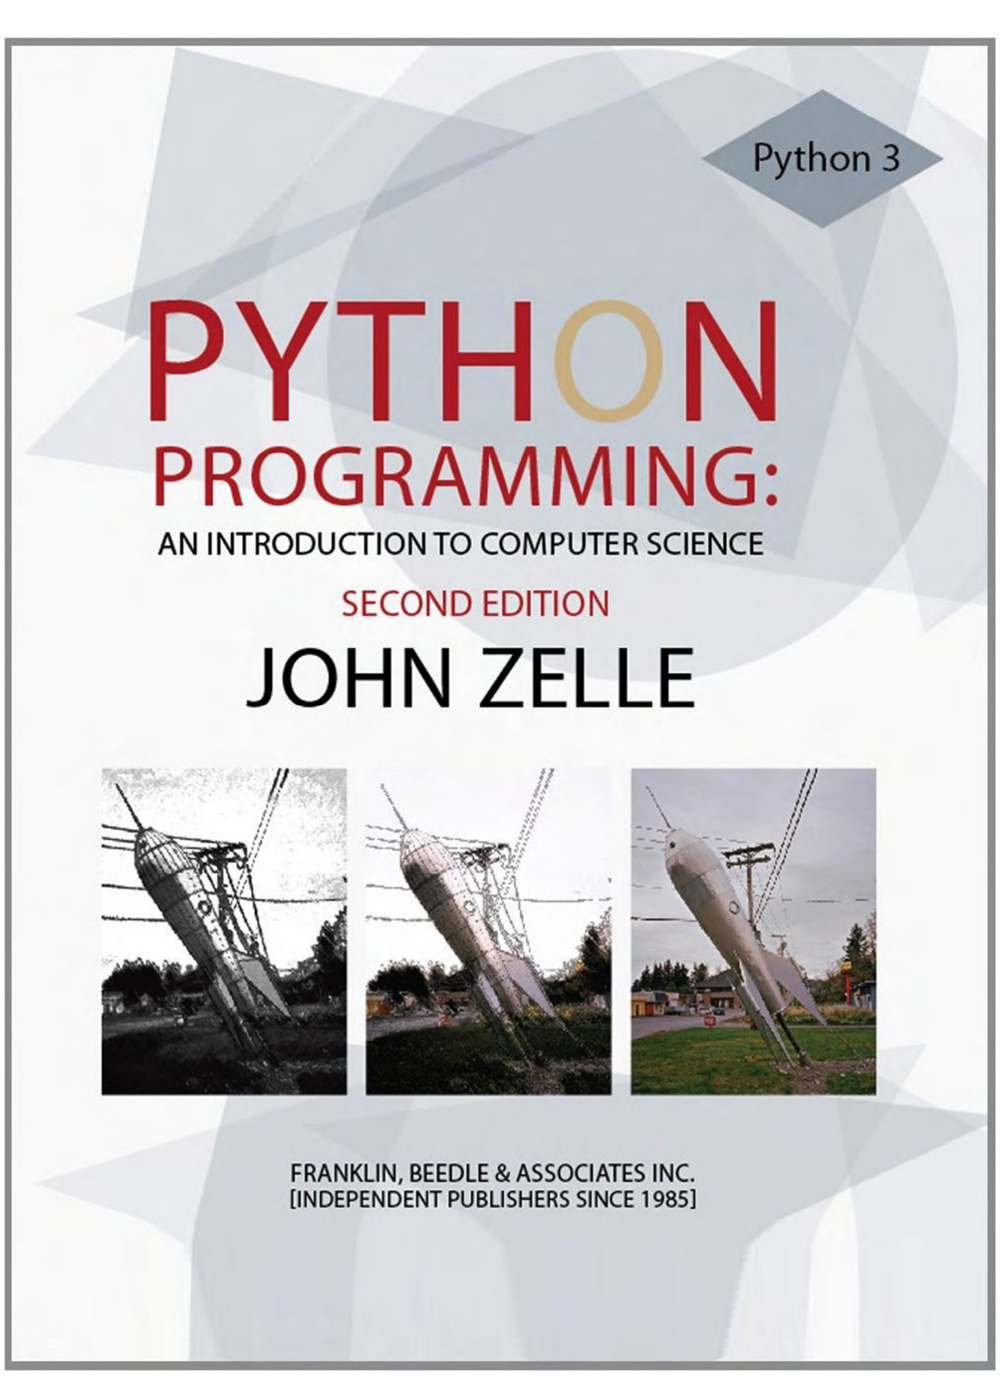 Python 3
PYTHON
PROGRAMMING:
AN INTRODUCTION TO COMPUTER SCIENCE
SECOND EDITION
JOHN ZELLE
FRANKLIN, BEEDLE & ASSOCIATES INC.
[INDEPENDENT PUBLISHERS SINCE 1985]